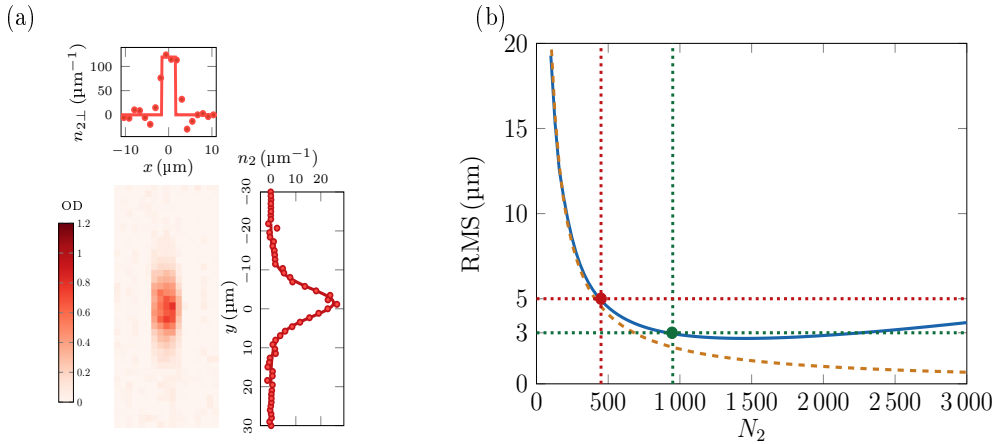 (a)
(b)
100
0
n2⊥ (µm−1)
−10 0 10
x (µm)
n2 (µm−1)
0 10 20
−30
−20
−10
0
10
20
30
y (µm)
OD
1.2
1
0.8
0.6
0.4
0.2
0
20
15
10
5
3
0
RMS (µm)
0 500 1 000 1 500 2 000 2 500 3 000
N2